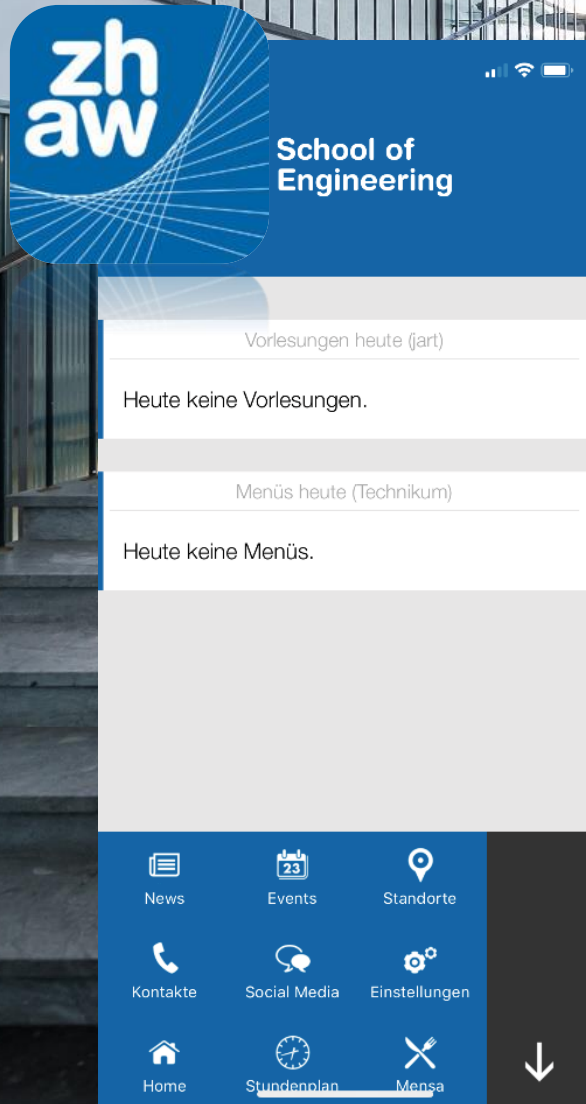 zh
aw
School of
Engineering
Vorlesungen heute (jart)
Heute keine Vorlesungen.
Menüs heute (Technikum)
Heute keine Menüs.
News
23
Events
Standorte
Kontakte
Social Media
Einstellungen
Home
Stundenplan
Mensa